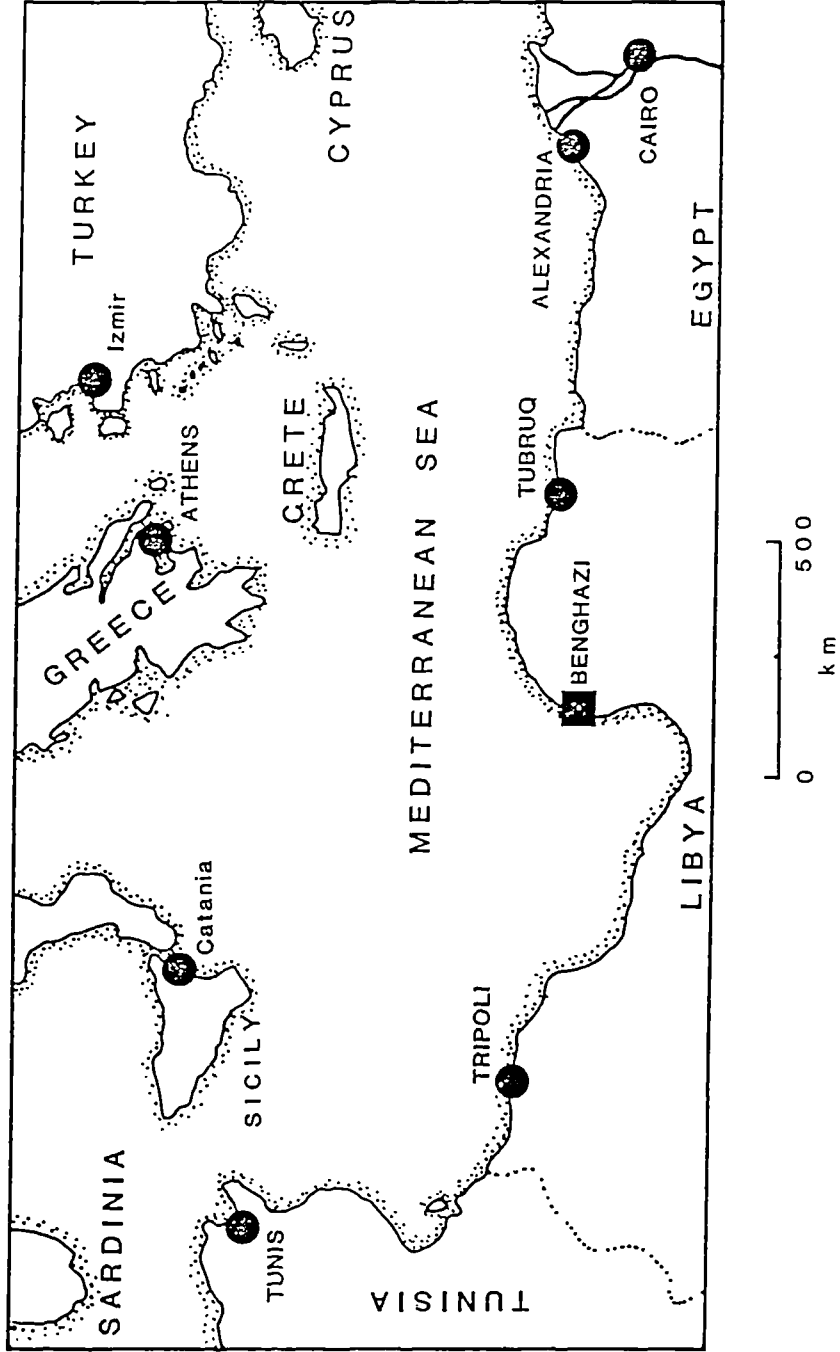 SARDINIA
TURKEY
Izmir
GREECE
ATHENS
Catania
SICILY
CRETE
CYPRUS
TUNIS
TUNISIA
MEDITERRANEAN SEA
TRIPOLI
BENGHAZI
TUBRUQ
ALEXANDRIA
CAIRO
LIBYA
EGYPT
0 500
km